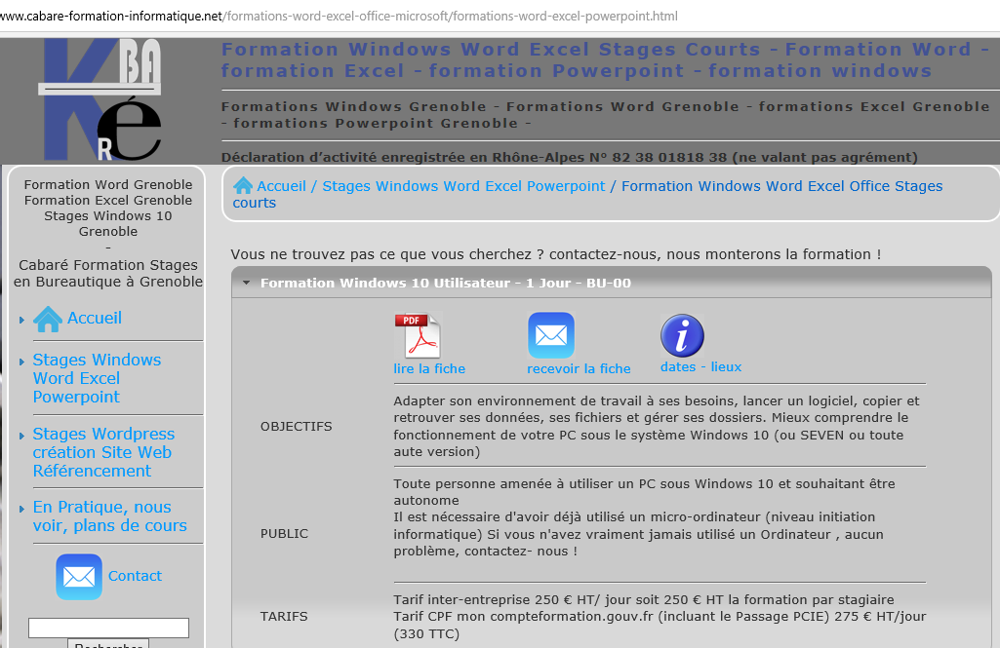 www.cabare-formation-informatique.net/formations-word-excel-office-microsoft/formations-word-excel-powerpoint.html
KABARé
Formation Windows Word Excel Stages Courts - Formation Word -
formation Excel - formation Powerpoint - formation windows
Formations Windows Grenoble - Formations Word Grenoble - formations Excel Grenoble
- formations Powerpoint Grenoble -
Déclaration d’activité enregistrée en Rhône-Alpes N° 82 38 01818 38 (ne valant pas agrément)
Formation Word Grenoble
Formation Excel Grenoble
Stages Windows 10
Grenoble
-
Cabaré Formation Stages
en Bureautique à Grenoble
Accueil
Stages Windows
Word Excel
Powerpoint
Stages Wordpress
création Site Web
Référencement
En Pratique, nous
voir, plans de cours
Contact
Rechercher
Accueil / Stages Windows Word Excel Powerpoint / Formation Windows Word Excel Office Stages
courts
Vous ne trouvez pas ce que vous cherchez ? contactez-nous, nous monterons la formation !
Formation Windows 10 Utilisateur - 1 Jour - BU-00
PDF
i
lire la fiche
recevoir la fiche
dates - lieux
OBJECTIFS
Adapter son environnement de travail à ses besoins, lancer un logiciel, copier et
retrouver ses données, ses fichiers et gérer ses dossiers. Mieux comprendre le
fonctionnement de votre PC sous le système Windows 10 (ou SEVEN ou toute
aute version)
PUBLIC
Toute personne amenée à utiliser un PC sous Windows 10 et souhaitant être
autonome
Il est nécessaire d'avoir déjà utilisé un micro-ordinateur (niveau initiation
informatique) Si vous n'avez vraiment jamais utilisé un Ordinateur , aucun
problème, contactez- nous !
TARIFS
Tarif inter-entreprise 250 € HT/ jour soit 250 € HT la formation par stagiaire
Tarif CPF mon compteformation.gouv.fr (incluant le Passage PCIE) 275 € HT/jour
(330 TTC)